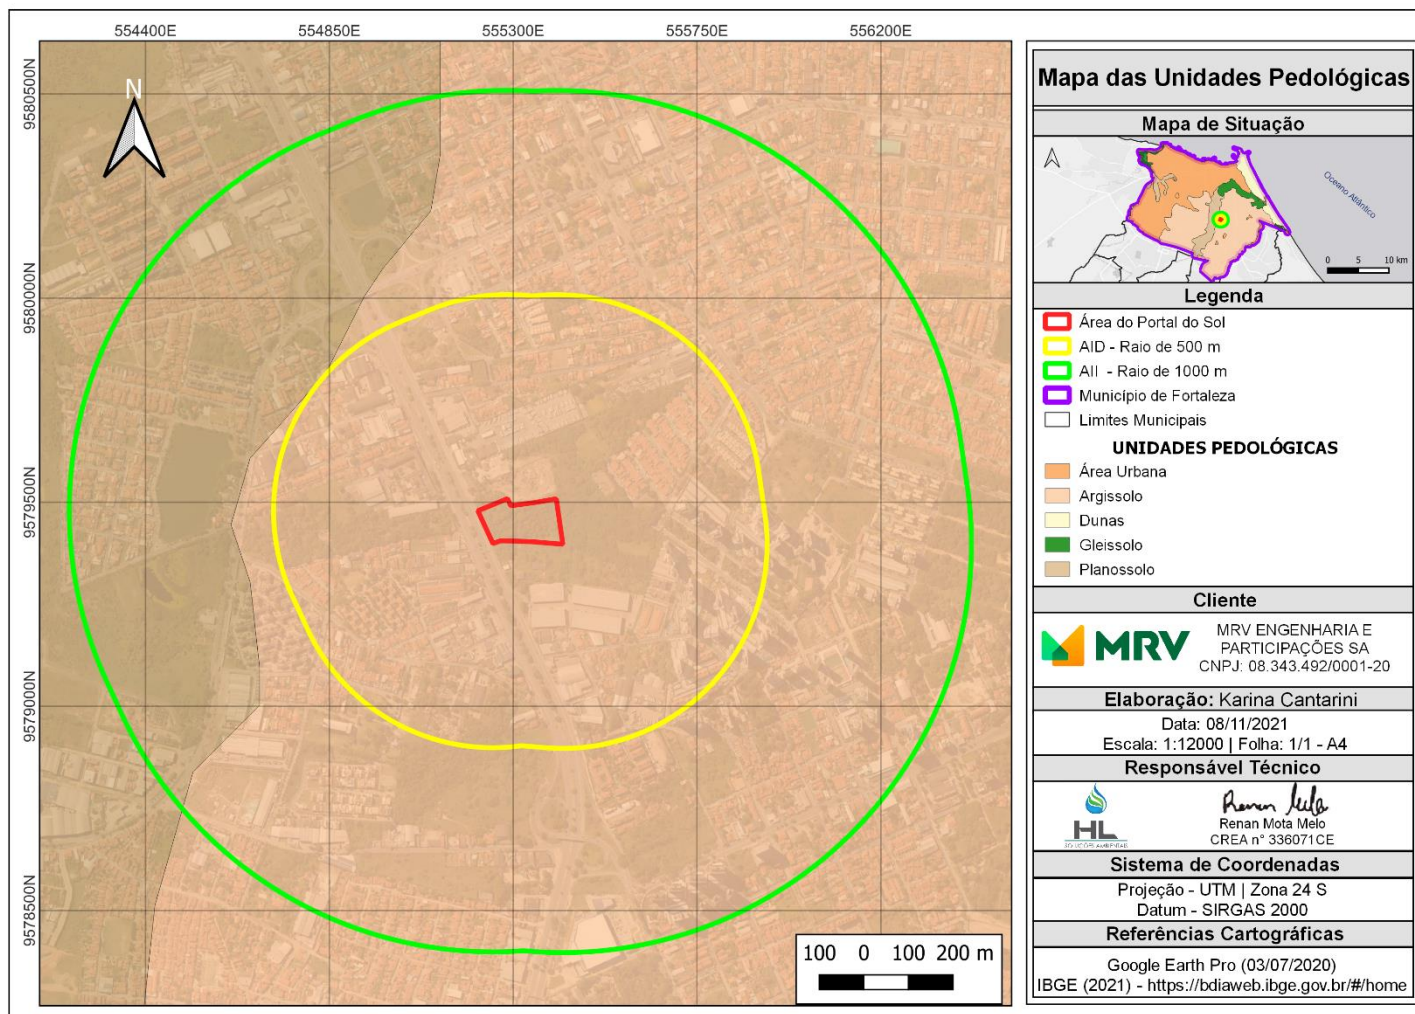 554400E 554850E 555300E 555750E 556200E
9580500N
9580000N
9579500N
9579000N
9578500N
N
100 0 100 200 m
Mapa das Unidades Pedológicas
Mapa de Situação
Oceano Atlântico
0 5 10 km
Legenda
Área do Portal do Sol
AID - Raio de 500 m
AII - Raio de 1000 m
Município de Fortaleza
Limites Municipais
UNIDADES PEDOLÓGICAS
Área Urbana
Argissolo
Dunas
Gleissolo
Planossolo
Cliente
MRV
MRV ENGENHARIA E
PARTICIPAÇÕES SA
CNPJ: 08.343.492/0001-20
Elaboração: Karina Cantarini
Data: 08/11/2021
Escala: 1:12000 | Folha: 1/1 - A4
Responsável Técnico
HL
SOLUÇÕES AMBIENTAIS
Renan Mota Melo
CREA n° 336071CE
Sistema de Coordenadas
Projeção - UTM | Zona 24 S
Datum - SIRGAS 2000
Referências Cartográficas
Google Earth Pro (03/07/2020)
IBGE (2021) - https://bdiaweb.ibge.gov.br/#/home